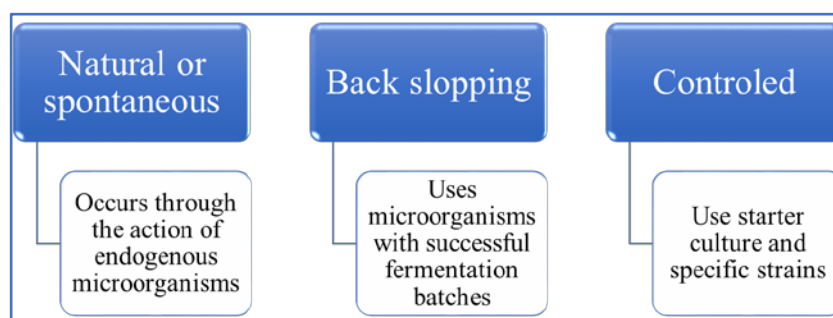 Natural or
spontaneous
Occurs through
the action of
endogenous
microorganisms
Back slopping
Uses
microorganisms
with successful
fermentation
batches
Controled
Use starter
culture and
specific strains